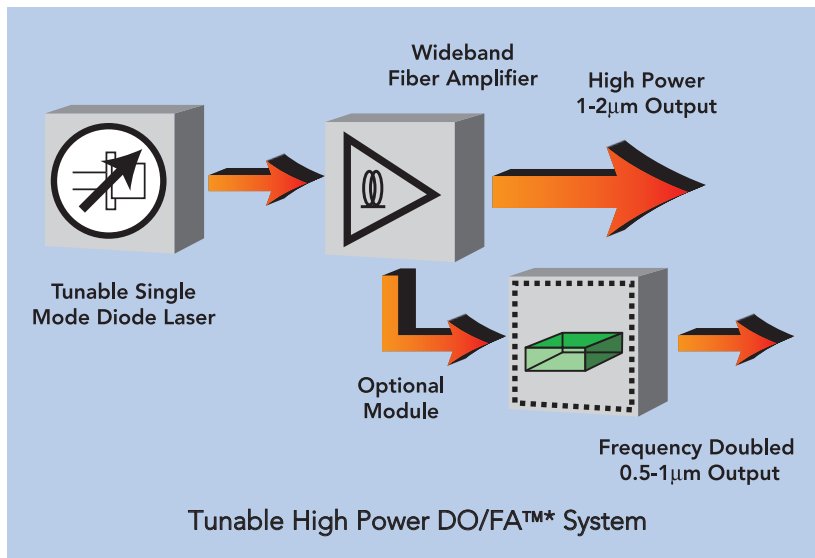 Wideband
Fiber Amplifier
High Power
1-2μm Output
Tunable Single
Mode Diode Laser
Optional
Module
Frequency Doubled
0.5-1μm Output
Tunable High Power DO/FA™* System